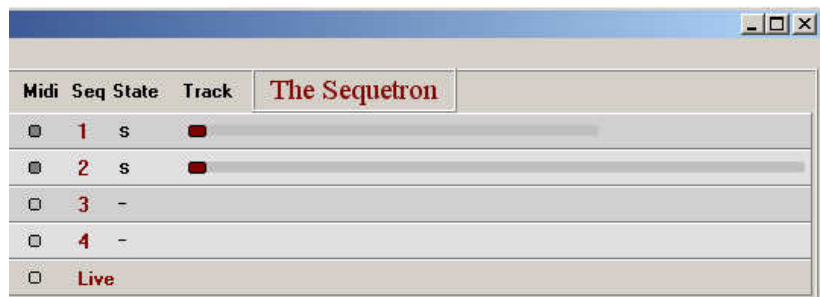 Midi Seq State Track The Sequetron
1 s
2 s
3 -
4 -
Live